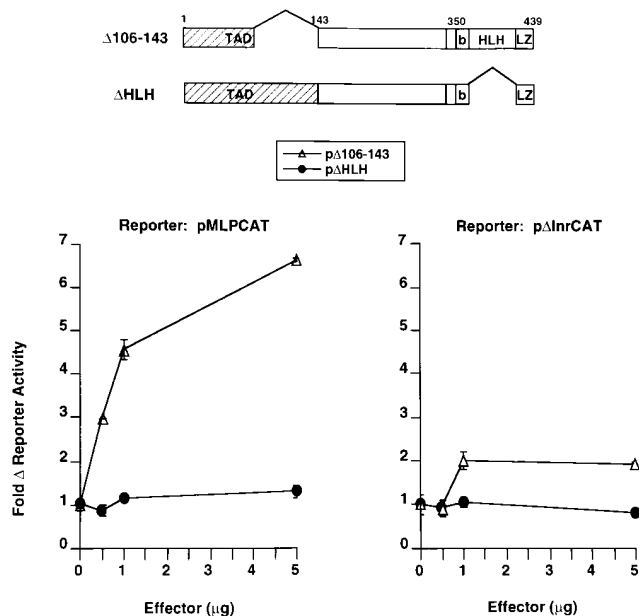 1 143 350 439
Δ106-143 TAD b HLH LZ
ΔHLH TAD b LZ
pΔ106-143
pΔHLH
Reporter: pMLPCAT
Reporter: pΔInrCAT
Fold Δ Reporter Activity
7
6
5
4
3
2
1
0
0 1 2 3 4 5
Effector (μg)
7
6
5
4
3
2
1
0
0 1 2 3 4 5
Effector (μg)